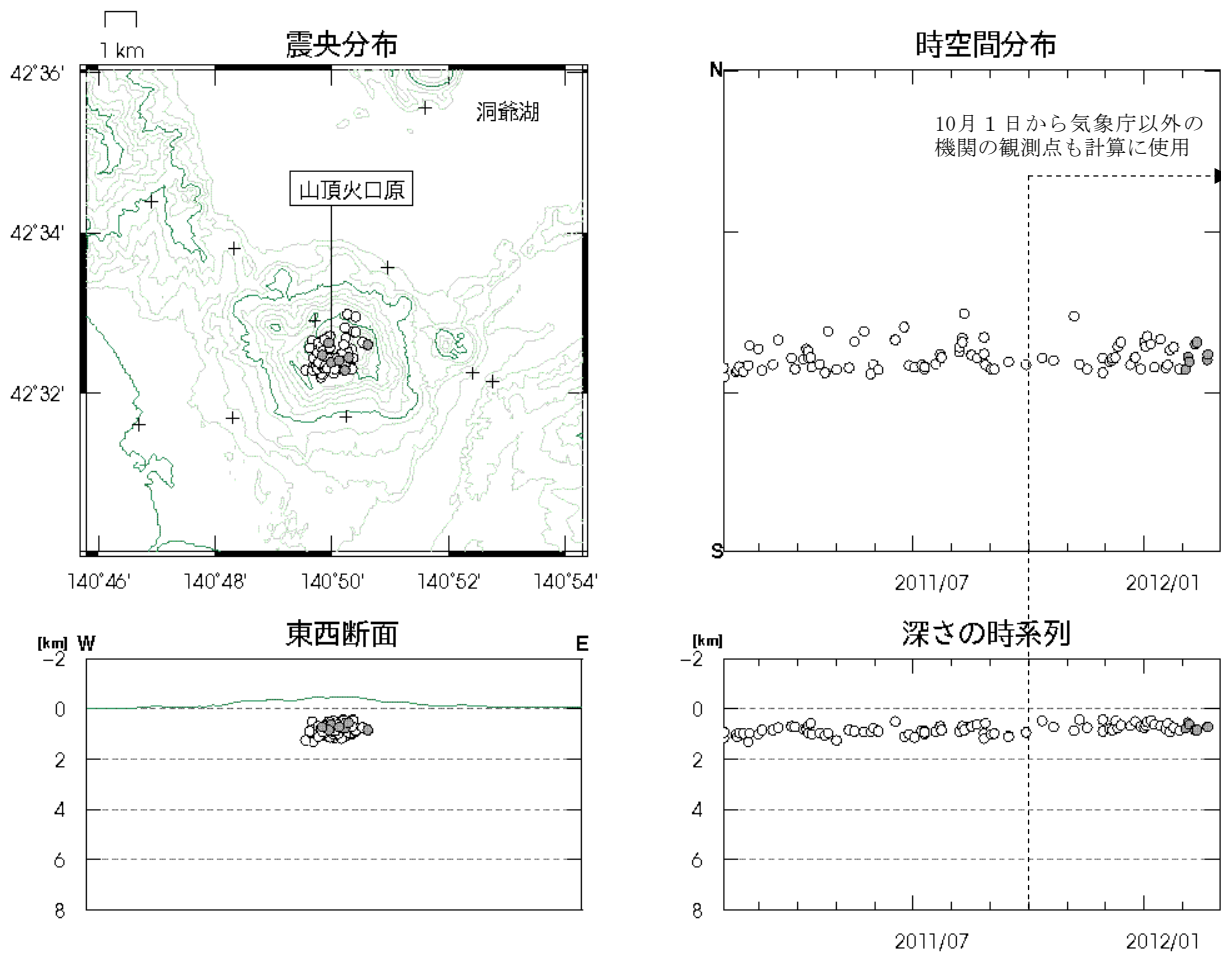 1 km
震央分布
42˚36'
42˚34'
42˚32'
洞爺湖
山頂火口原
140˚46'
140˚48'
140˚50'
140˚52'
140˚54'
時空間分布
N
10月１日から気象庁以外の
機関の観測点も計算に使用
S
2011/07
2012/01
東西断面
[km]
W
E
-2
0
2
4
6
8
深さの時系列
[km]
-2
0
2
4
6
8
2011/07
2012/01